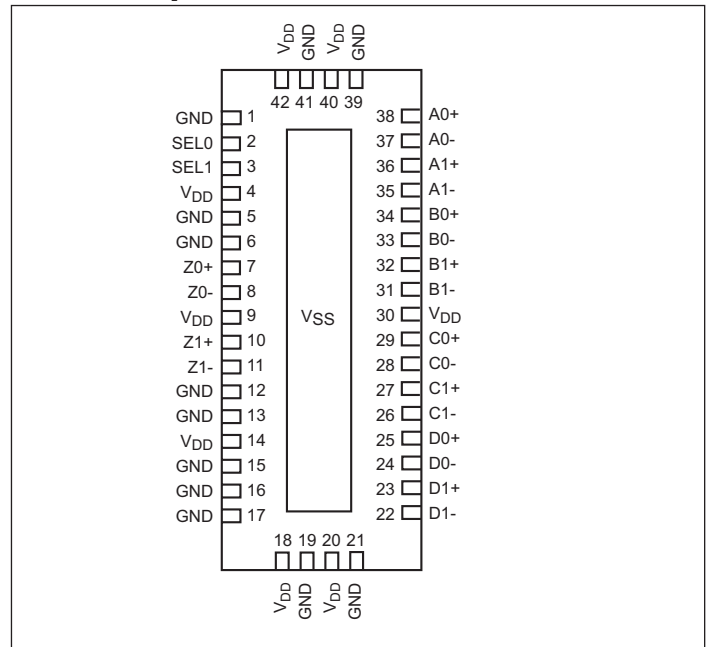 VDD GND VDD GND
42 41 40 39
GND 1
SEL0 2
SEL1 3
VDD 4
GND 5
GND 6
Z0+ 7
Z0- 8
VDD 9
Z1+ 10
Z1- 11
GND 12
GND 13
VDD 14
GND 15
GND 16
GND 17
VSS
38 A0+
37 A0-
36 A1+
35 A1-
34 B0+
33 B0-
32 B1+
31 B1-
30 VDD
29 C0+
28 C0-
27 C1+
26 C1-
25 D0+
24 D0-
23 D1+
22 D1-
18 19 20 21
VDD GND VDD GND